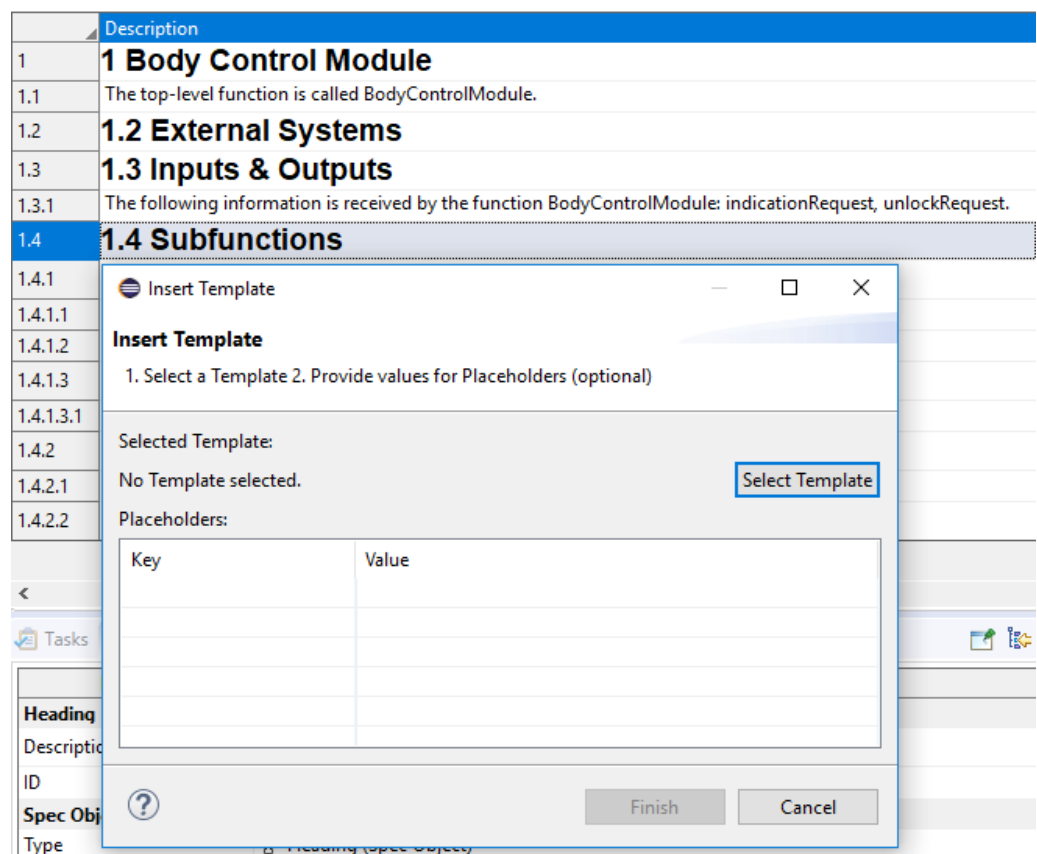 Description
1 1 Body Control Module
1.1 The top-level function is called BodyControlModule.
1.2 1.2 External Systems
1.3 1.3 Inputs & Outputs
1.3.1 The following information is received by the function BodyControlModule: indicationRequest, unlockRequest.
1.4 1.4 Subfunctions
1.4.1
1.4.1.1
1.4.1.2
1.4.1.3
1.4.1.3.1
1.4.2
1.4.2.1
1.4.2.2
Insert Template
Insert Template
1. Select a Template 2. Provide values for Placeholders (optional)
Selected Template:
No Template selected. Select Template
Placeholders:
Key Value
Finish Cancel
Tasks
Heading
Descriptio
ID
Spec Obj
Type Heading (Spec Object)